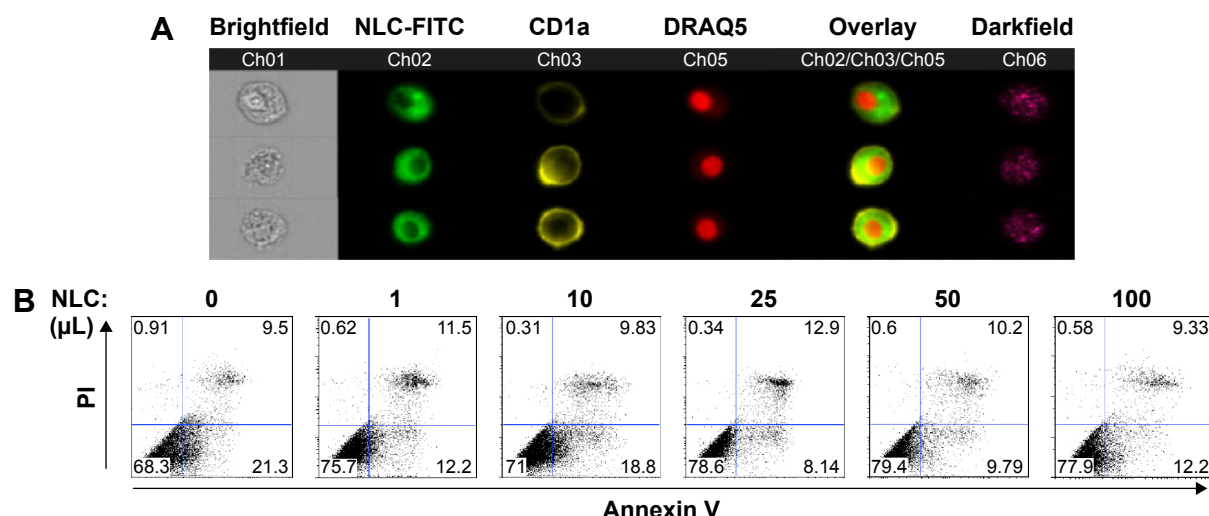 A Brightfield NLC-FITC CD1a DRAQ5 Overlay Darkfield
Ch01 Ch02 Ch03 Ch05 Ch02/Ch03/Ch05 Ch06
B NLC: 0 1 10 25 50 100
(µL)
0.91 9.5 0.62 11.5 0.31 9.83 0.34 12.9 0.6 10.2 0.58 9.33
PI
68.3 21.3 75.7 12.2 71 18.8 78.6 8.14 79.4 9.79 77.9 12.2
Annexin V